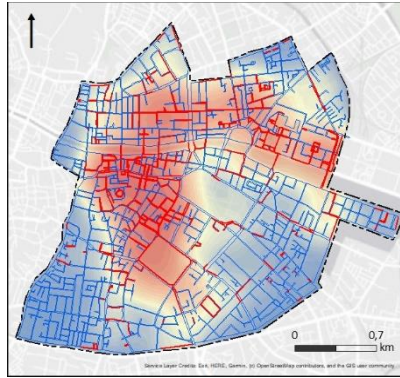 0 0,7
km
Service Layer Credits: Esri, HERE, Garmin, (c) OpenStreetMap contributors, and the GIS user community